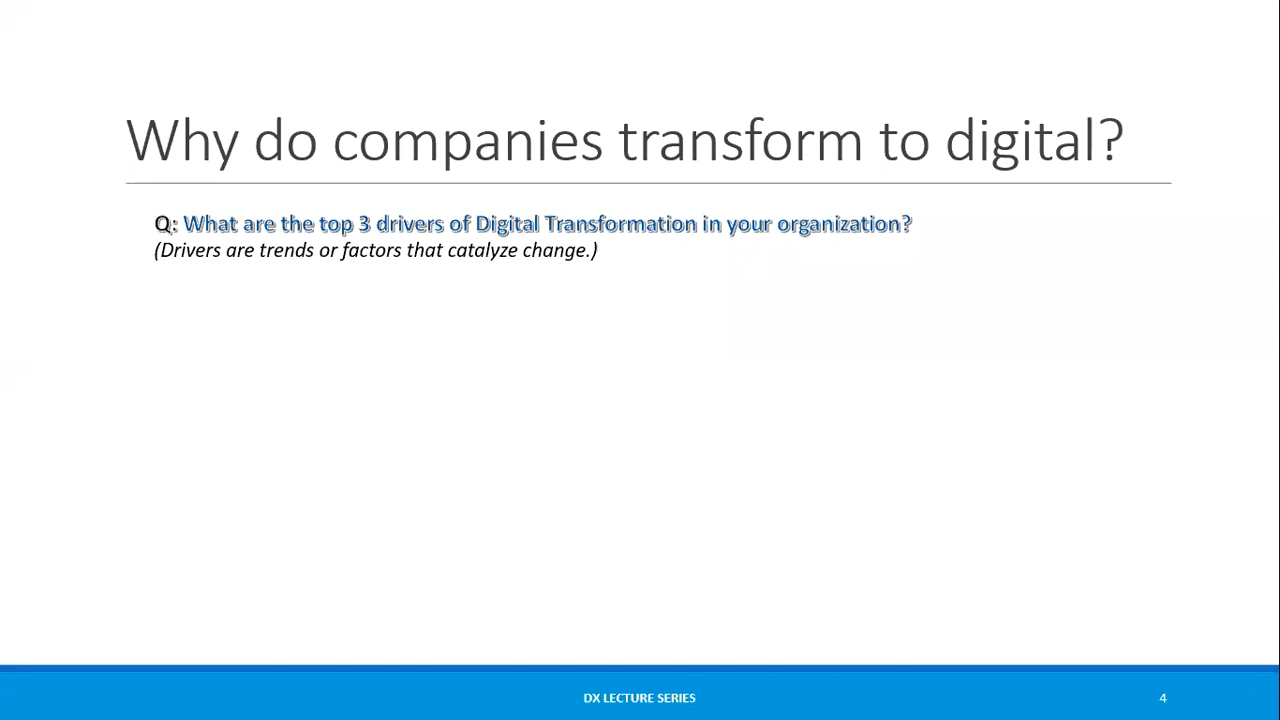 Why do companies transform to digital?
Q: What are the top 3 drivers of Digital Transformation in your organization?
(Drivers are trends or factors that catalyze change.)
DX LECTURE SERIES
4